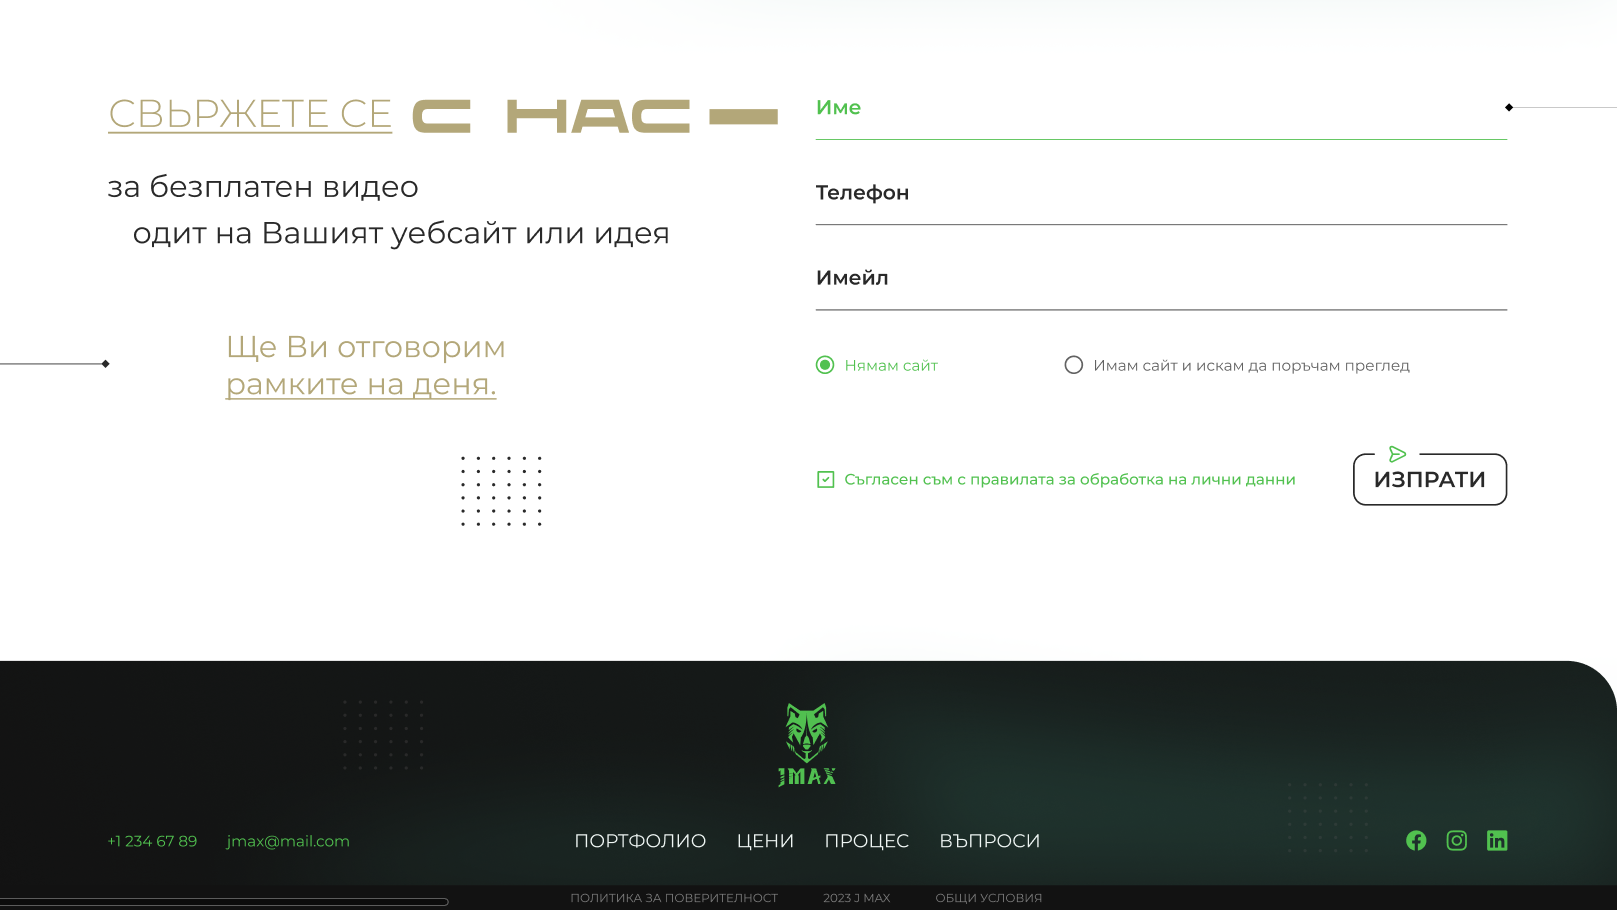 СВЬРЖЕТЕ СЕ С НАС —
за безплатен видео
одит на Вашият уебсайт или идея
Ще Ви отговорим
рамките на деня.
Име
Телефон
Имейл
Нямам сайт
Имам сайт и искам да поръчам преглед
Съгласен съм с правилата за обработка на лични данни
ИЗПРАТИ
JMAX
+1 234 67 89
jmax@mail.com
ПОРТФОЛИО
ЦЕНИ
ПРОЦЕС
ВЪПРОСИ
ПОЛИТИКА ЗА ПОВЕРИТЕЛНОСТ
2023 J MAX
ОБЩИ УСЛОВИЯ